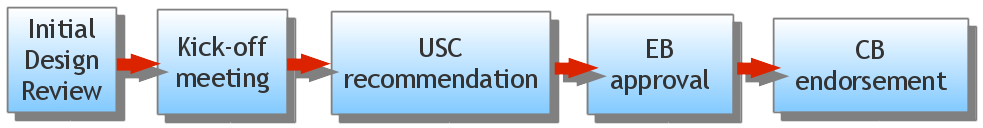 Initial
Design
Review
Kick-off
meeting
USC
recommendation
EB
approval
CB
endorsement